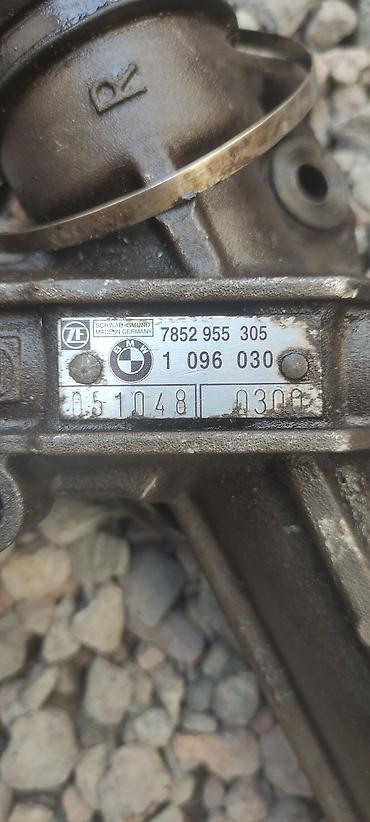 R
ZF SCHWÄB. GMÜND 7852 955 305
MADE IN GERMANY
BMW 1 096 030
051048 0300